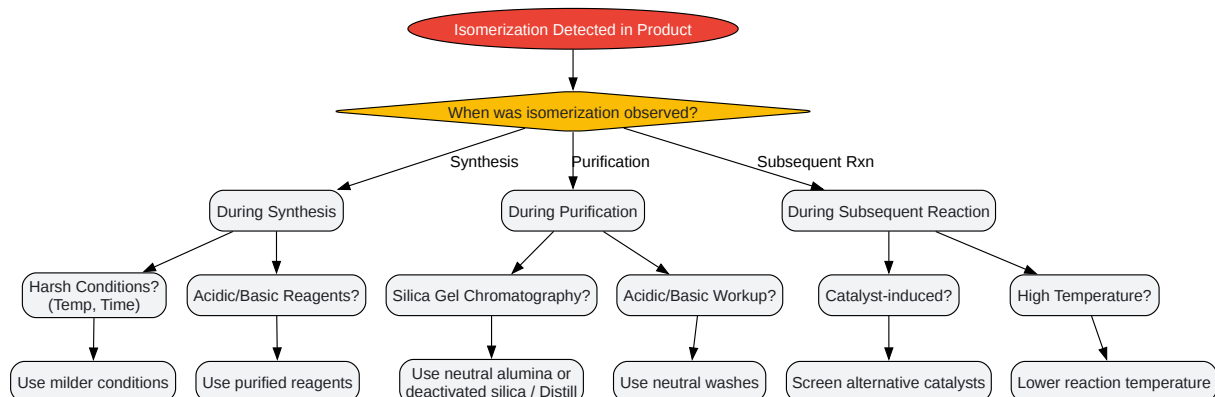 Isomerization Detected in Product
When was isomerization observed?
Synthesis
Purification
Subsequent Rxn
During Synthesis
During Purification
During Subsequent Reaction
Harsh Conditions?
(Temp, Time)
Acidic/Basic Reagents?
Silica Gel Chromatography?
Acidic/Basic Workup?
Catalyst-induced?
High Temperature?
Use milder conditions
Use purified reagents
Use neutral alumina or
deactivated silica / Distill
Use neutral washes
Screen alternative catalysts
Lower reaction temperature